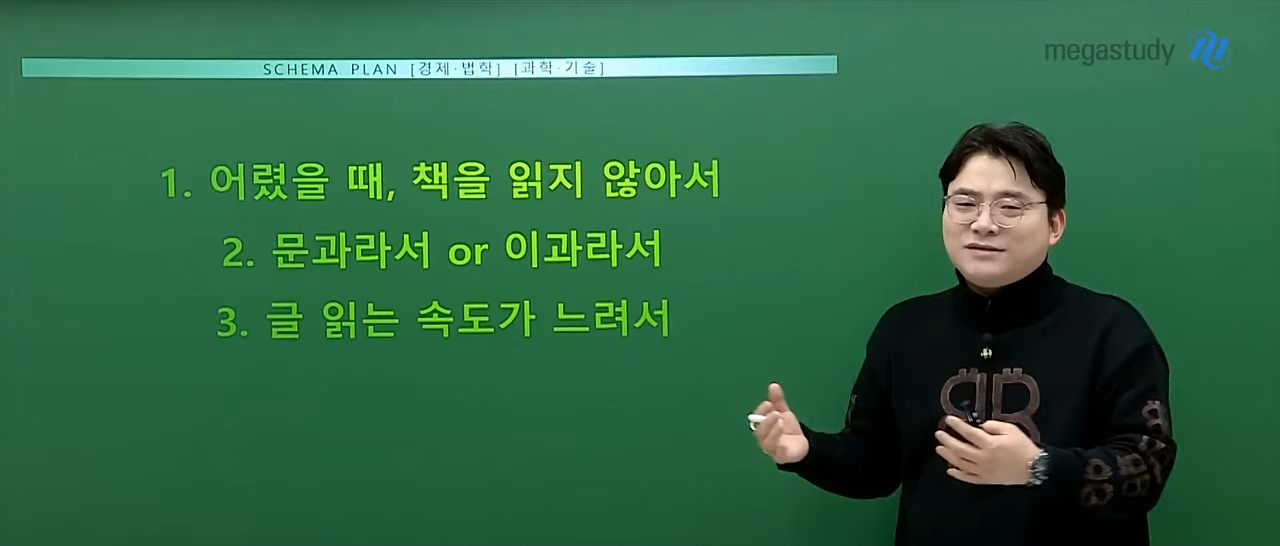 SCHEMA PLAN [경제·법학] [과학·기술]
megastudy
1. 어렸을 때, 책을 읽지 않아서
2. 문과라서 or 이과라서
3. 글 읽는 속도가 느려서